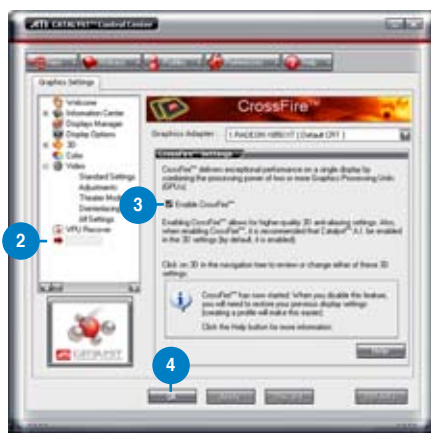 ATI CATALYST™ Control Center
Graphics Settings
Welcome
Information Center
Displays Manager
Display Options
3D
Color
Video
Standard Settings
Adjustments
Theater Mode
Deinterlacing
All Settings
VPU Recover
2
CATALYST
CrossFire™
Graphics Adapter:
CrossFire™ Settings
CrossFire™ delivers exceptional performance on a single display by
combining the processing power of two or more Graphics Processing Units
(GPUs).
3
Enable CrossFire™
Enabling CrossFire™ allows for higher quality 3D anti-aliasing settings. Also,
when enabling CrossFire™, it is recommended that Catalyst™ A.I. be enabled
in the 3D settings (by default, it is enabled).
Click on 3D in the navigation tree to review or change either of these 3D
settings.
CrossFire™ has now started. When you disable this feature,
you will need to restore your previous display settings
(creating a profile will make this easier).
Click the Help button for more information.
4